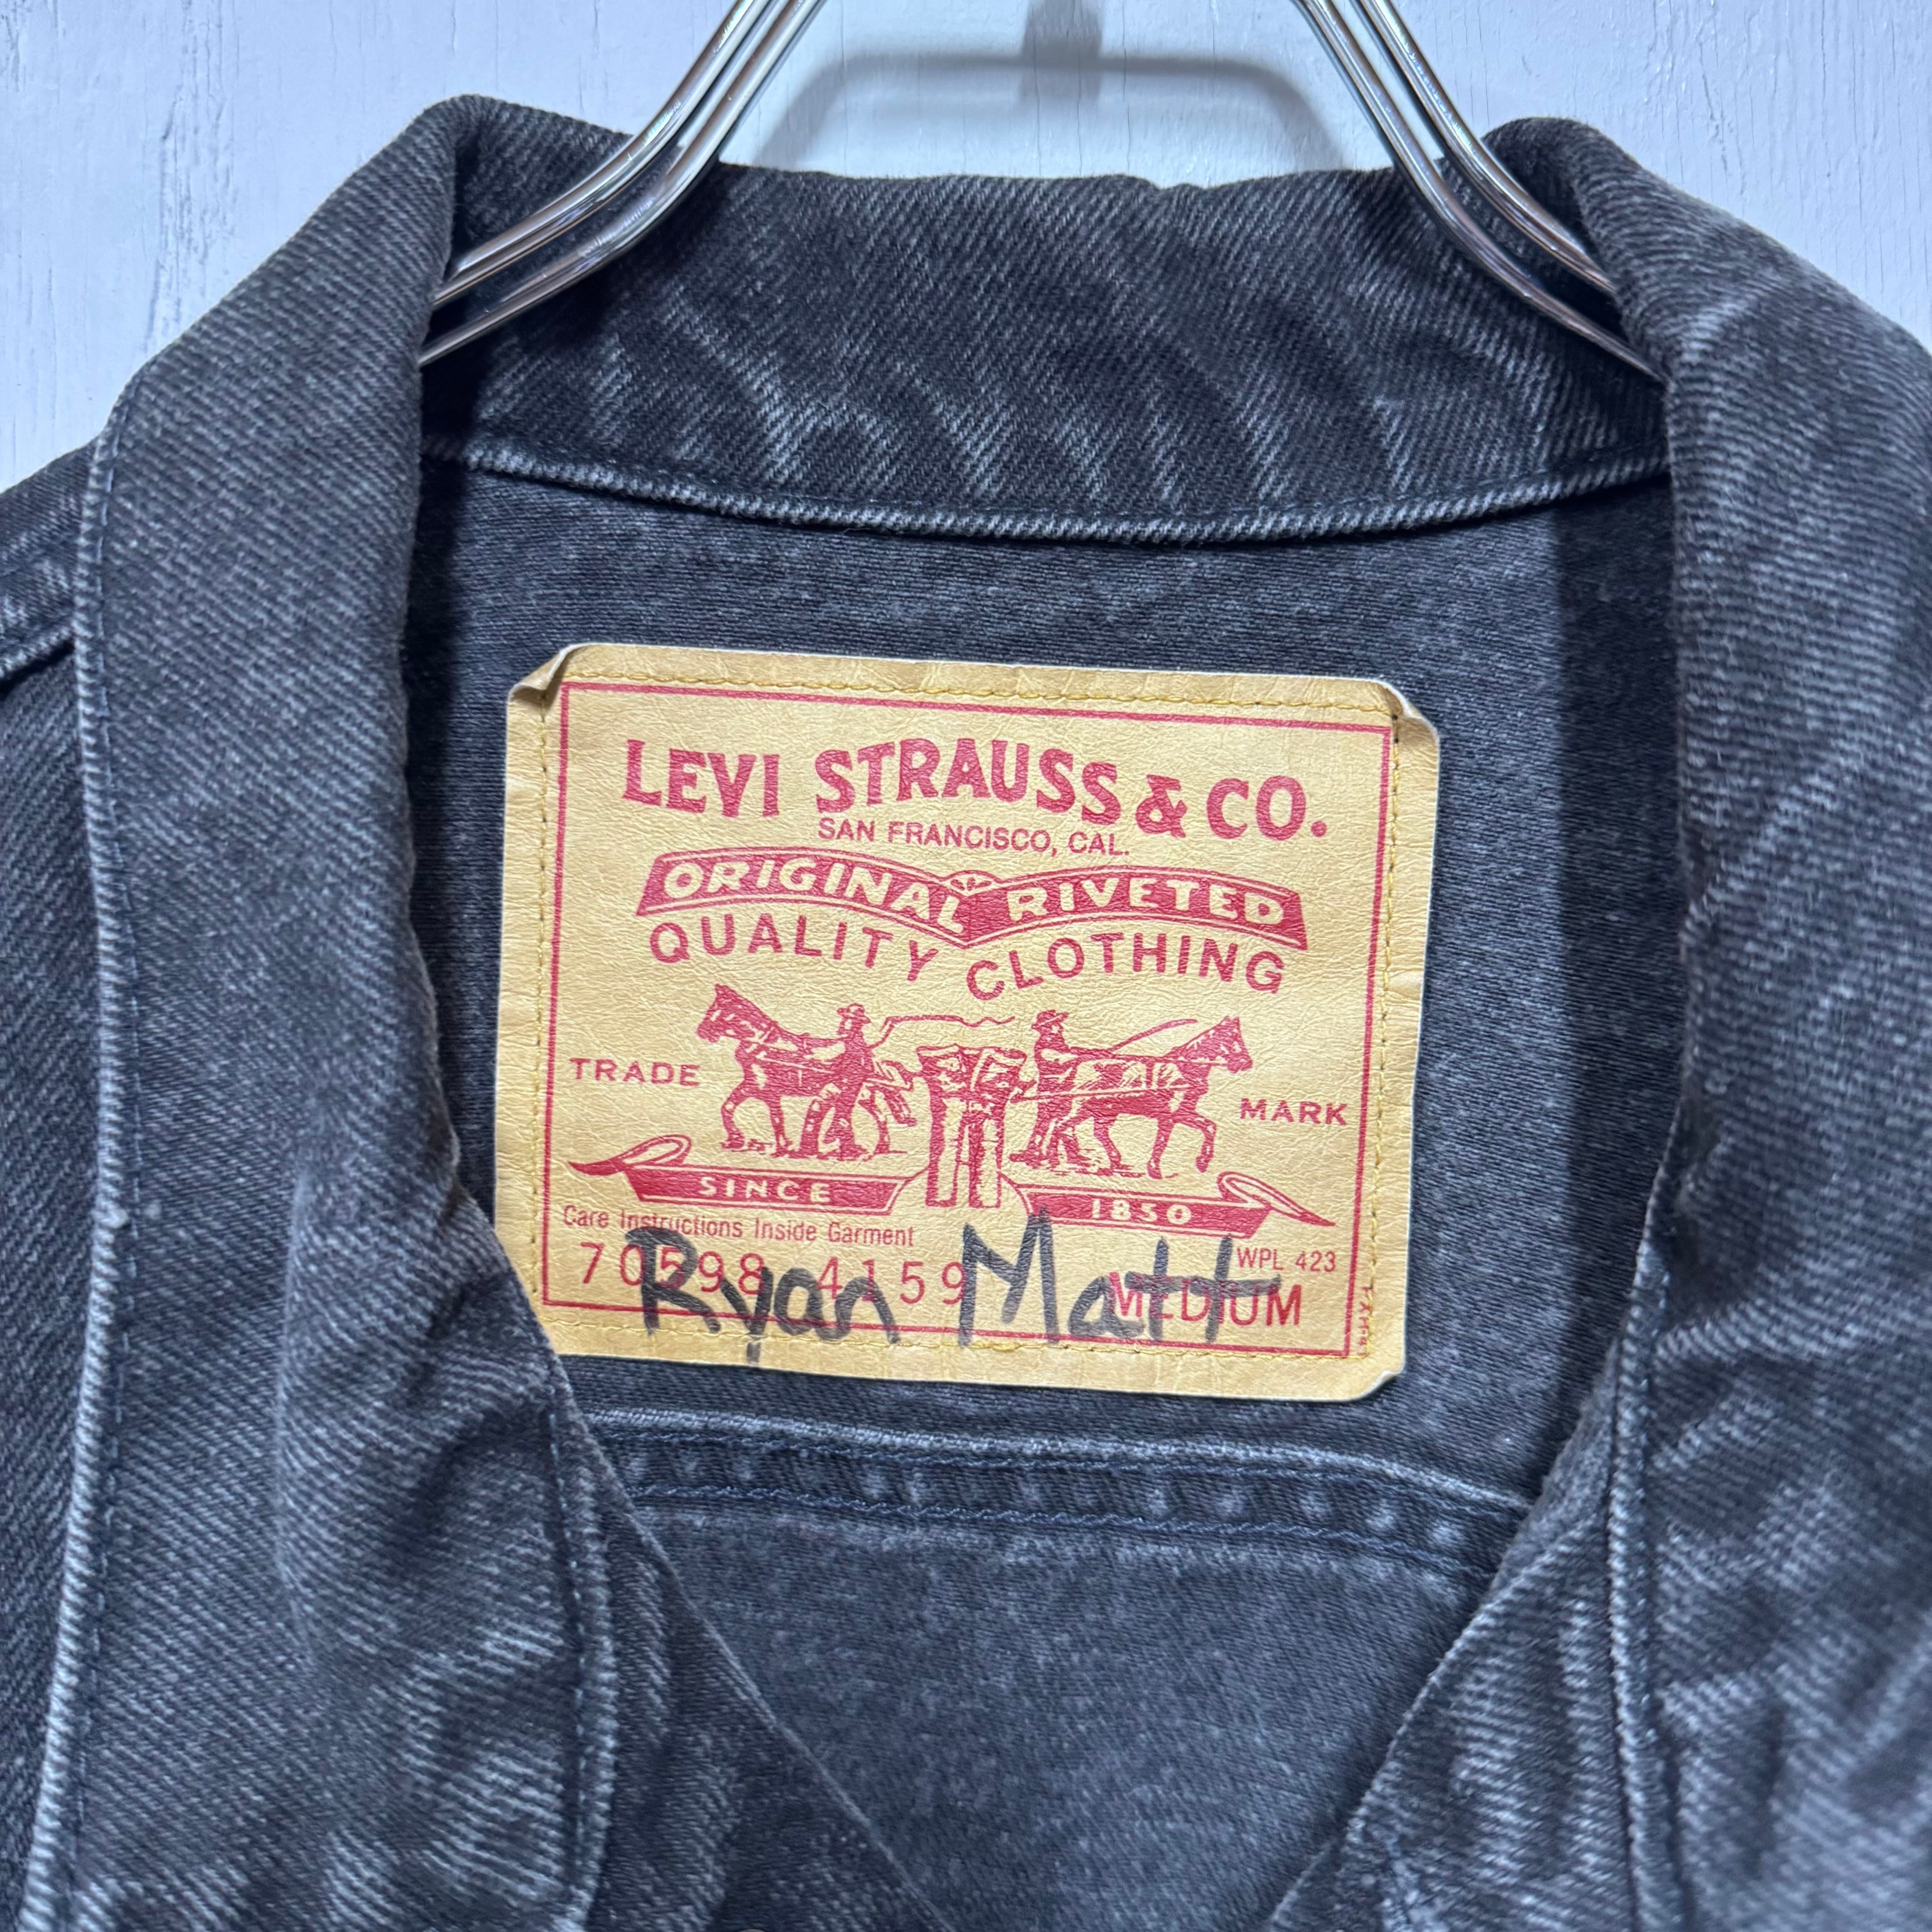 LEVI STRAUSS & CO.
SAN FRANCISCO, CAL.
ORIGINAL RIVETED
QUALITY CLOTHING
TRADE MARK
SINCE 1850
Care Instructions Inside Garment
WPL 423
70598 4159 MEDIUM
Ryan Matt